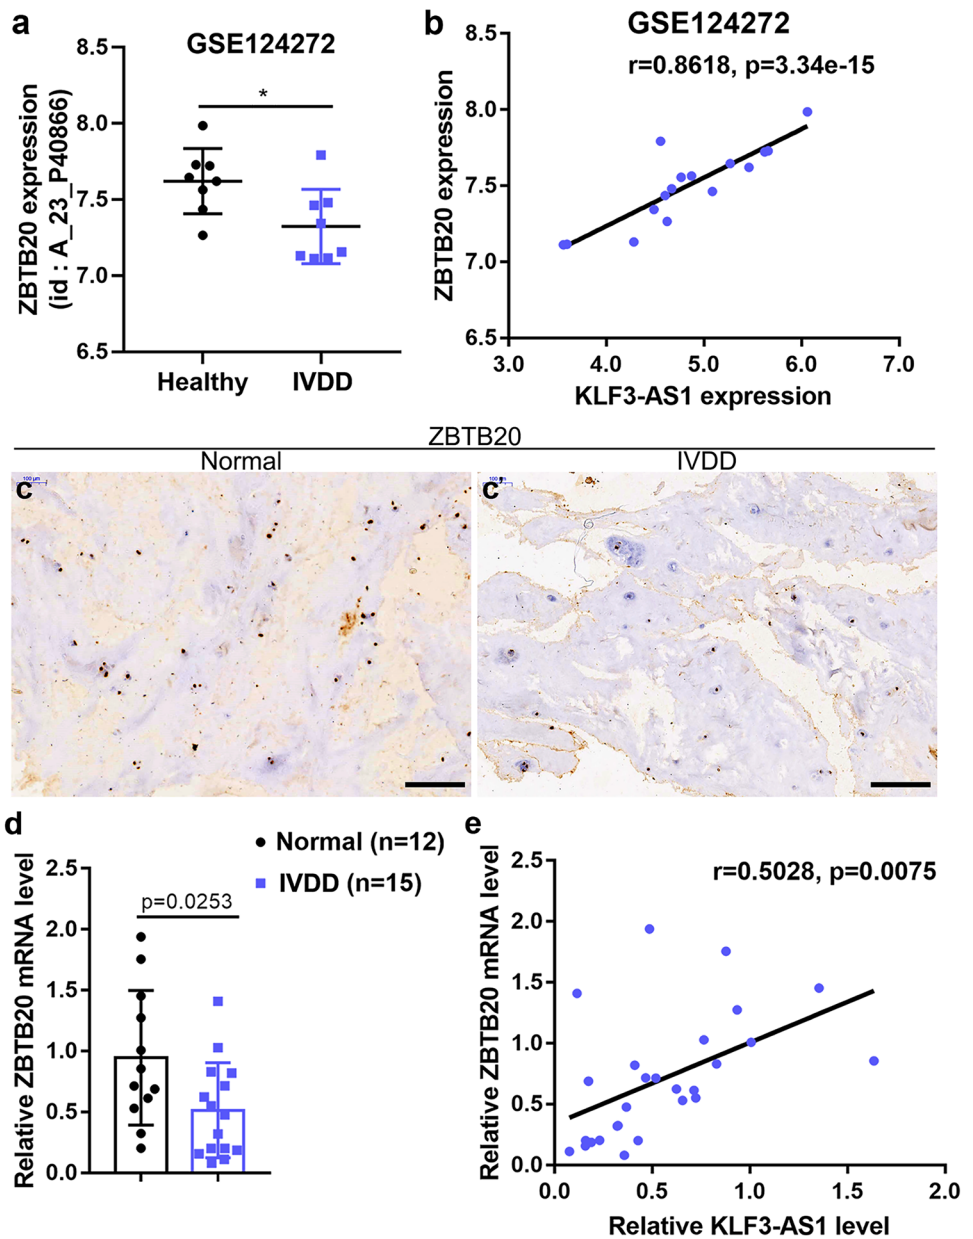 a
GSE124272
ZBTB20 expression
(id : A_23_P40866)
8.5
8.0
7.5
7.0
6.5
*
Healthy
IVDD
b
GSE124272
r=0.8618, p=3.34e-15
ZBTB20 expression
8.5
8.0
7.5
7.0
6.5
3.0
4.0
5.0
6.0
7.0
KLF3-AS1 expression
ZBTB20
Normal
IVDD
c
100 μm
c
d
Normal (n=12)
IVDD (n=15)
p=0.0253
Relative ZBTB20 mRNA level
2.5
2.0
1.5
1.0
0.5
0.0
e
r=0.5028, p=0.0075
Relative ZBTB20 mRNA level
2.5
2.0
1.5
1.0
0.5
0.0
0.0
0.5
1.0
1.5
2.0
Relative KLF3-AS1 level